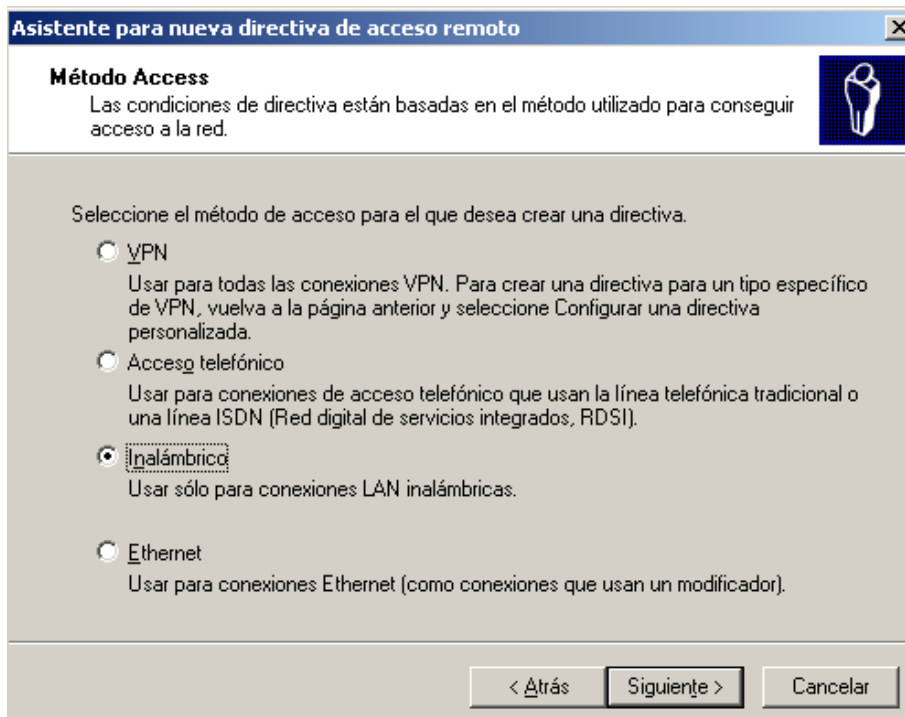 Asistente para nueva directiva de acceso remoto
Método Access
Las condiciones de directiva están basadas en el método utilizado para conseguir
acceso a la red.
Seleccione el método de acceso para el que desea crear una directiva.
VPN
Usar para todas las conexiones VPN. Para crear una directiva para un tipo específico
de VPN, vuelva a la página anterior y seleccione Configurar una directiva
personalizada.
Acceso telefónico
Usar para conexiones de acceso telefónico que usan la línea telefónica tradicional o
una línea ISDN (Red digital de servicios integrados, RDSI).
Inalámbrico
Usar sólo para conexiones LAN inalámbricas.
Ethernet
Usar para conexiones Ethernet (como conexiones que usan un modificador).
< Atrás Siguiente > Cancelar